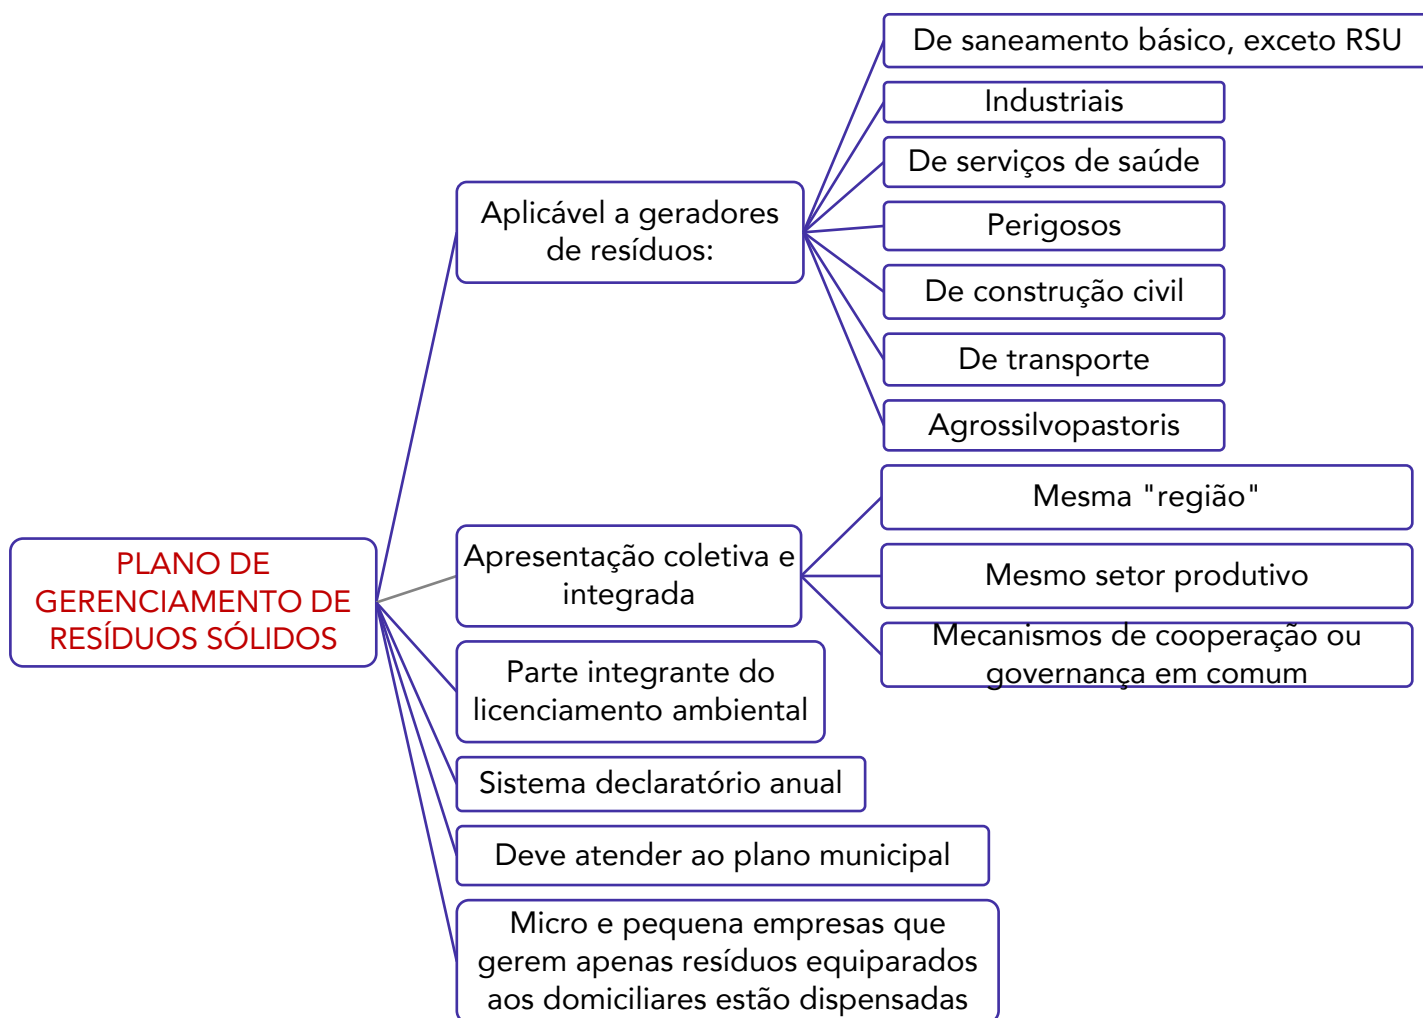 PLANO DE
GERENCIAMENTO DE
RESÍDUOS SÓLIDOS
Aplicável a geradores
de resíduos:
De saneamento básico, exceto RSU
Industriais
De serviços de saúde
Perigosos
De construção civil
De transporte
Agrossilvopastoris
Apresentação coletiva e
integrada
Mesma "região"
Mesmo setor produtivo
Mecanismos de cooperação ou
governança em comum
Parte integrante do
licenciamento ambiental
Sistema declaratório anual
Deve atender ao plano municipal
Micro e pequena empresas que
gerem apenas resíduos equiparados
aos domiciliares estão dispensadas